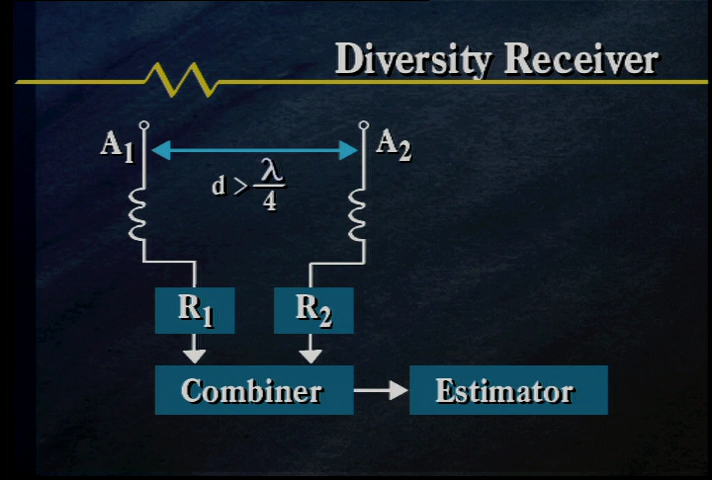 Diversity Receiver
A1
A2
d > λ/4
R1
R2
Combiner
Estimator